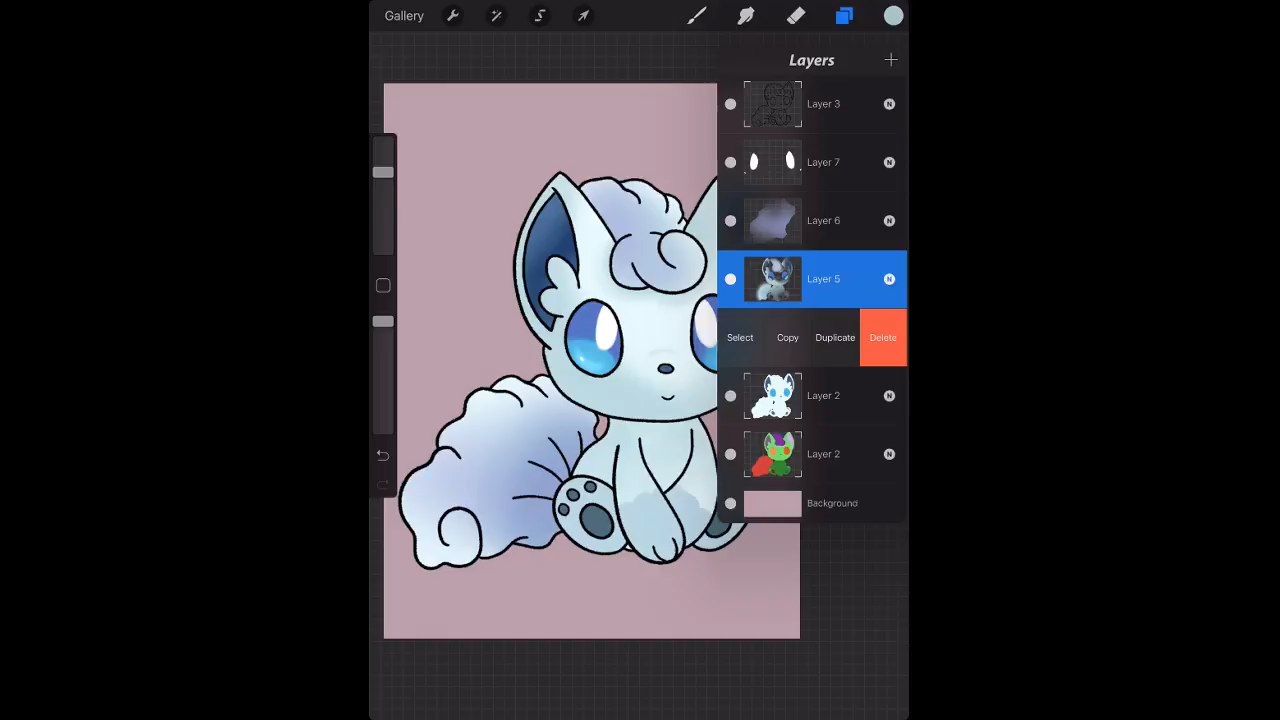 Gallery
Layers
Layer 3
N
Layer 7
N
Layer 6
N
Layer 5
N
Select Copy Duplicate Delete
Layer 2
N
Layer 2
N
Background